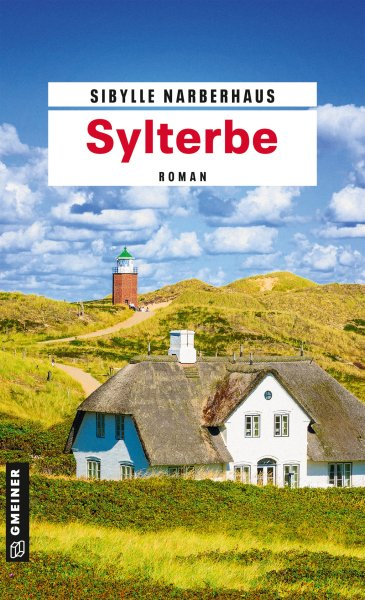 SIBYLLE NARBERHAUS
Sylterbe
ROMAN
GMEINER